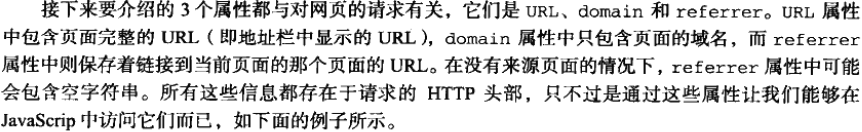 接下来要介绍的 3 个属性都与对网页的请求有关，它们是 URL、domain 和 referrer。URL 属性
中包含页面完整的 URL（即地址栏中显示的 URL），domain 属性中只包含页面的域名，而 referrer
属性中则保存着链接到当前页面的那个页面的 URL。在没有来源页面的情况下，referrer 属性中可能
会包含空字符串。所有这些信息都存在于请求的 HTTP 头部，只不过是通过这些属性让我们能够在
JavaScrip 中访问它们而已，如下面的例子所示。